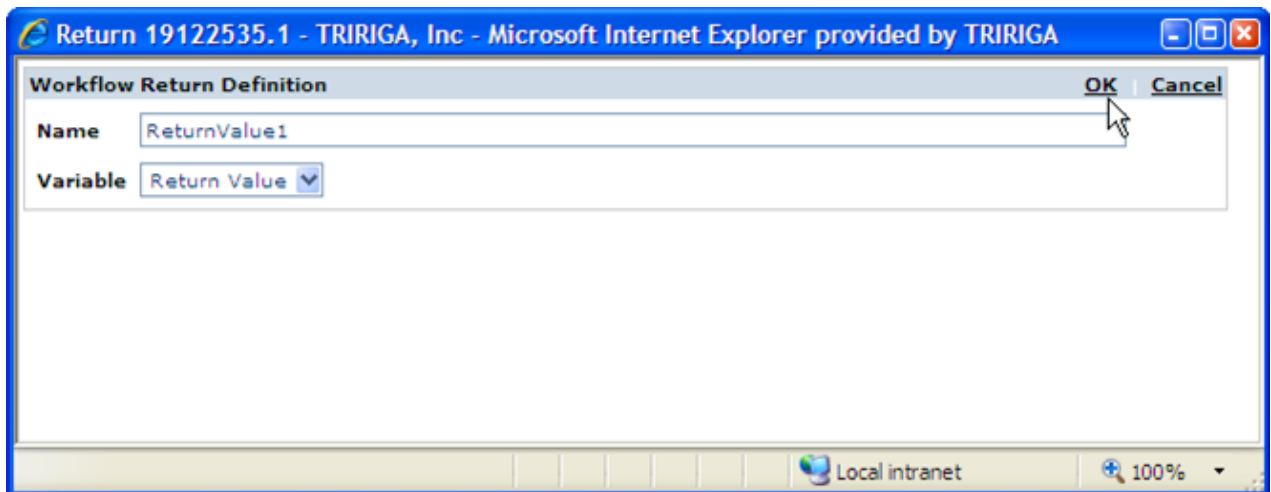 Return 19122535.1 - TRIRIGA, Inc - Microsoft Internet Explorer provided by TRIRIGA
Workflow Return Definition OK Cancel
Name ReturnValue1
Variable Return Value
Local intranet 100%